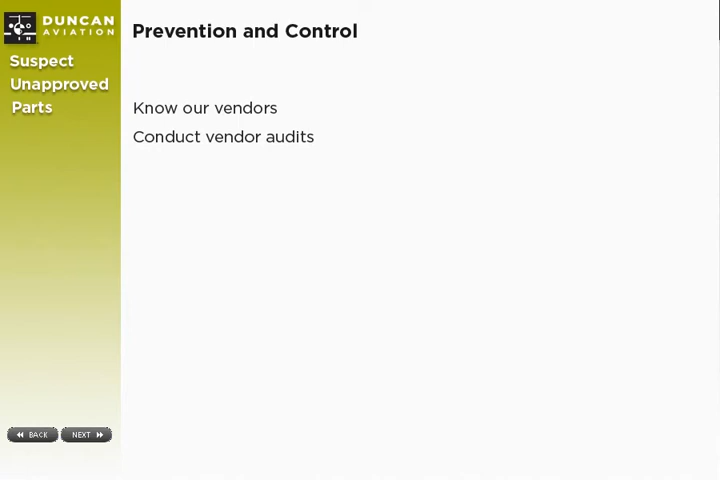 DUNCAN
AVIATION
Suspect
Unapproved
Parts
Prevention and Control
Know our vendors
Conduct vendor audits
BACK
NEXT